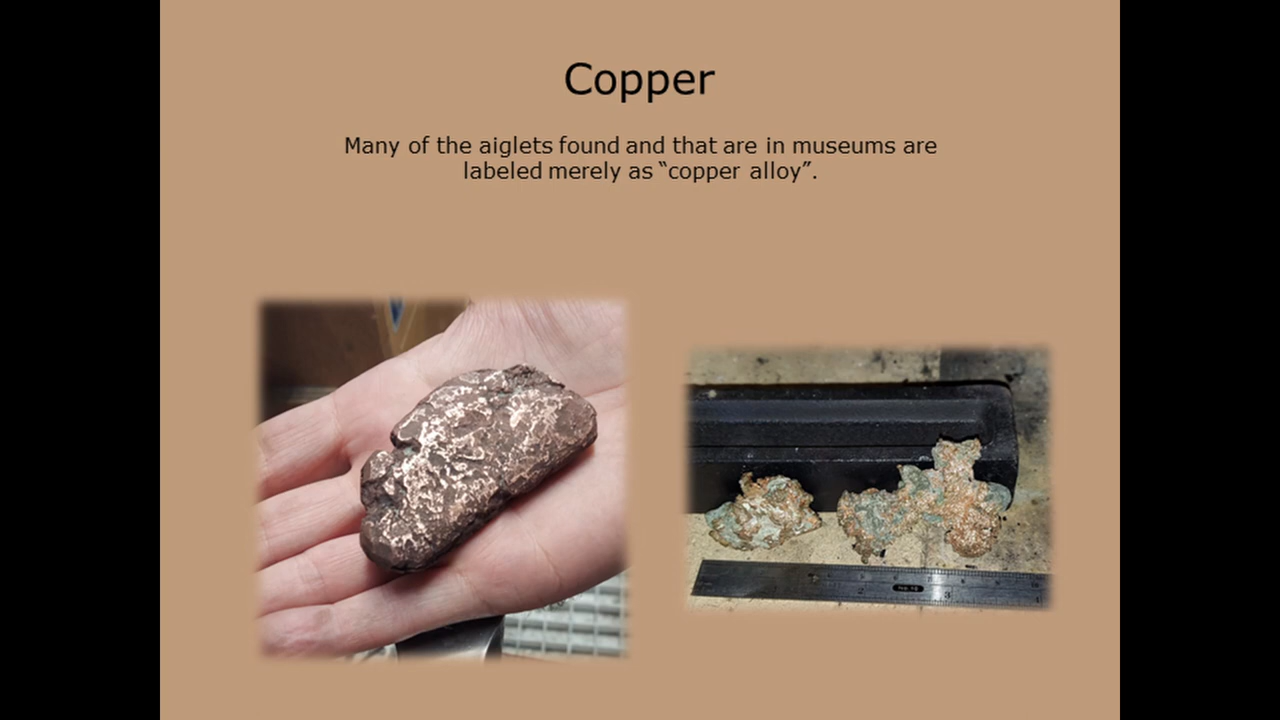 Copper
Many of the aiglets found and that are in museums are
labeled merely as “copper alloy”.